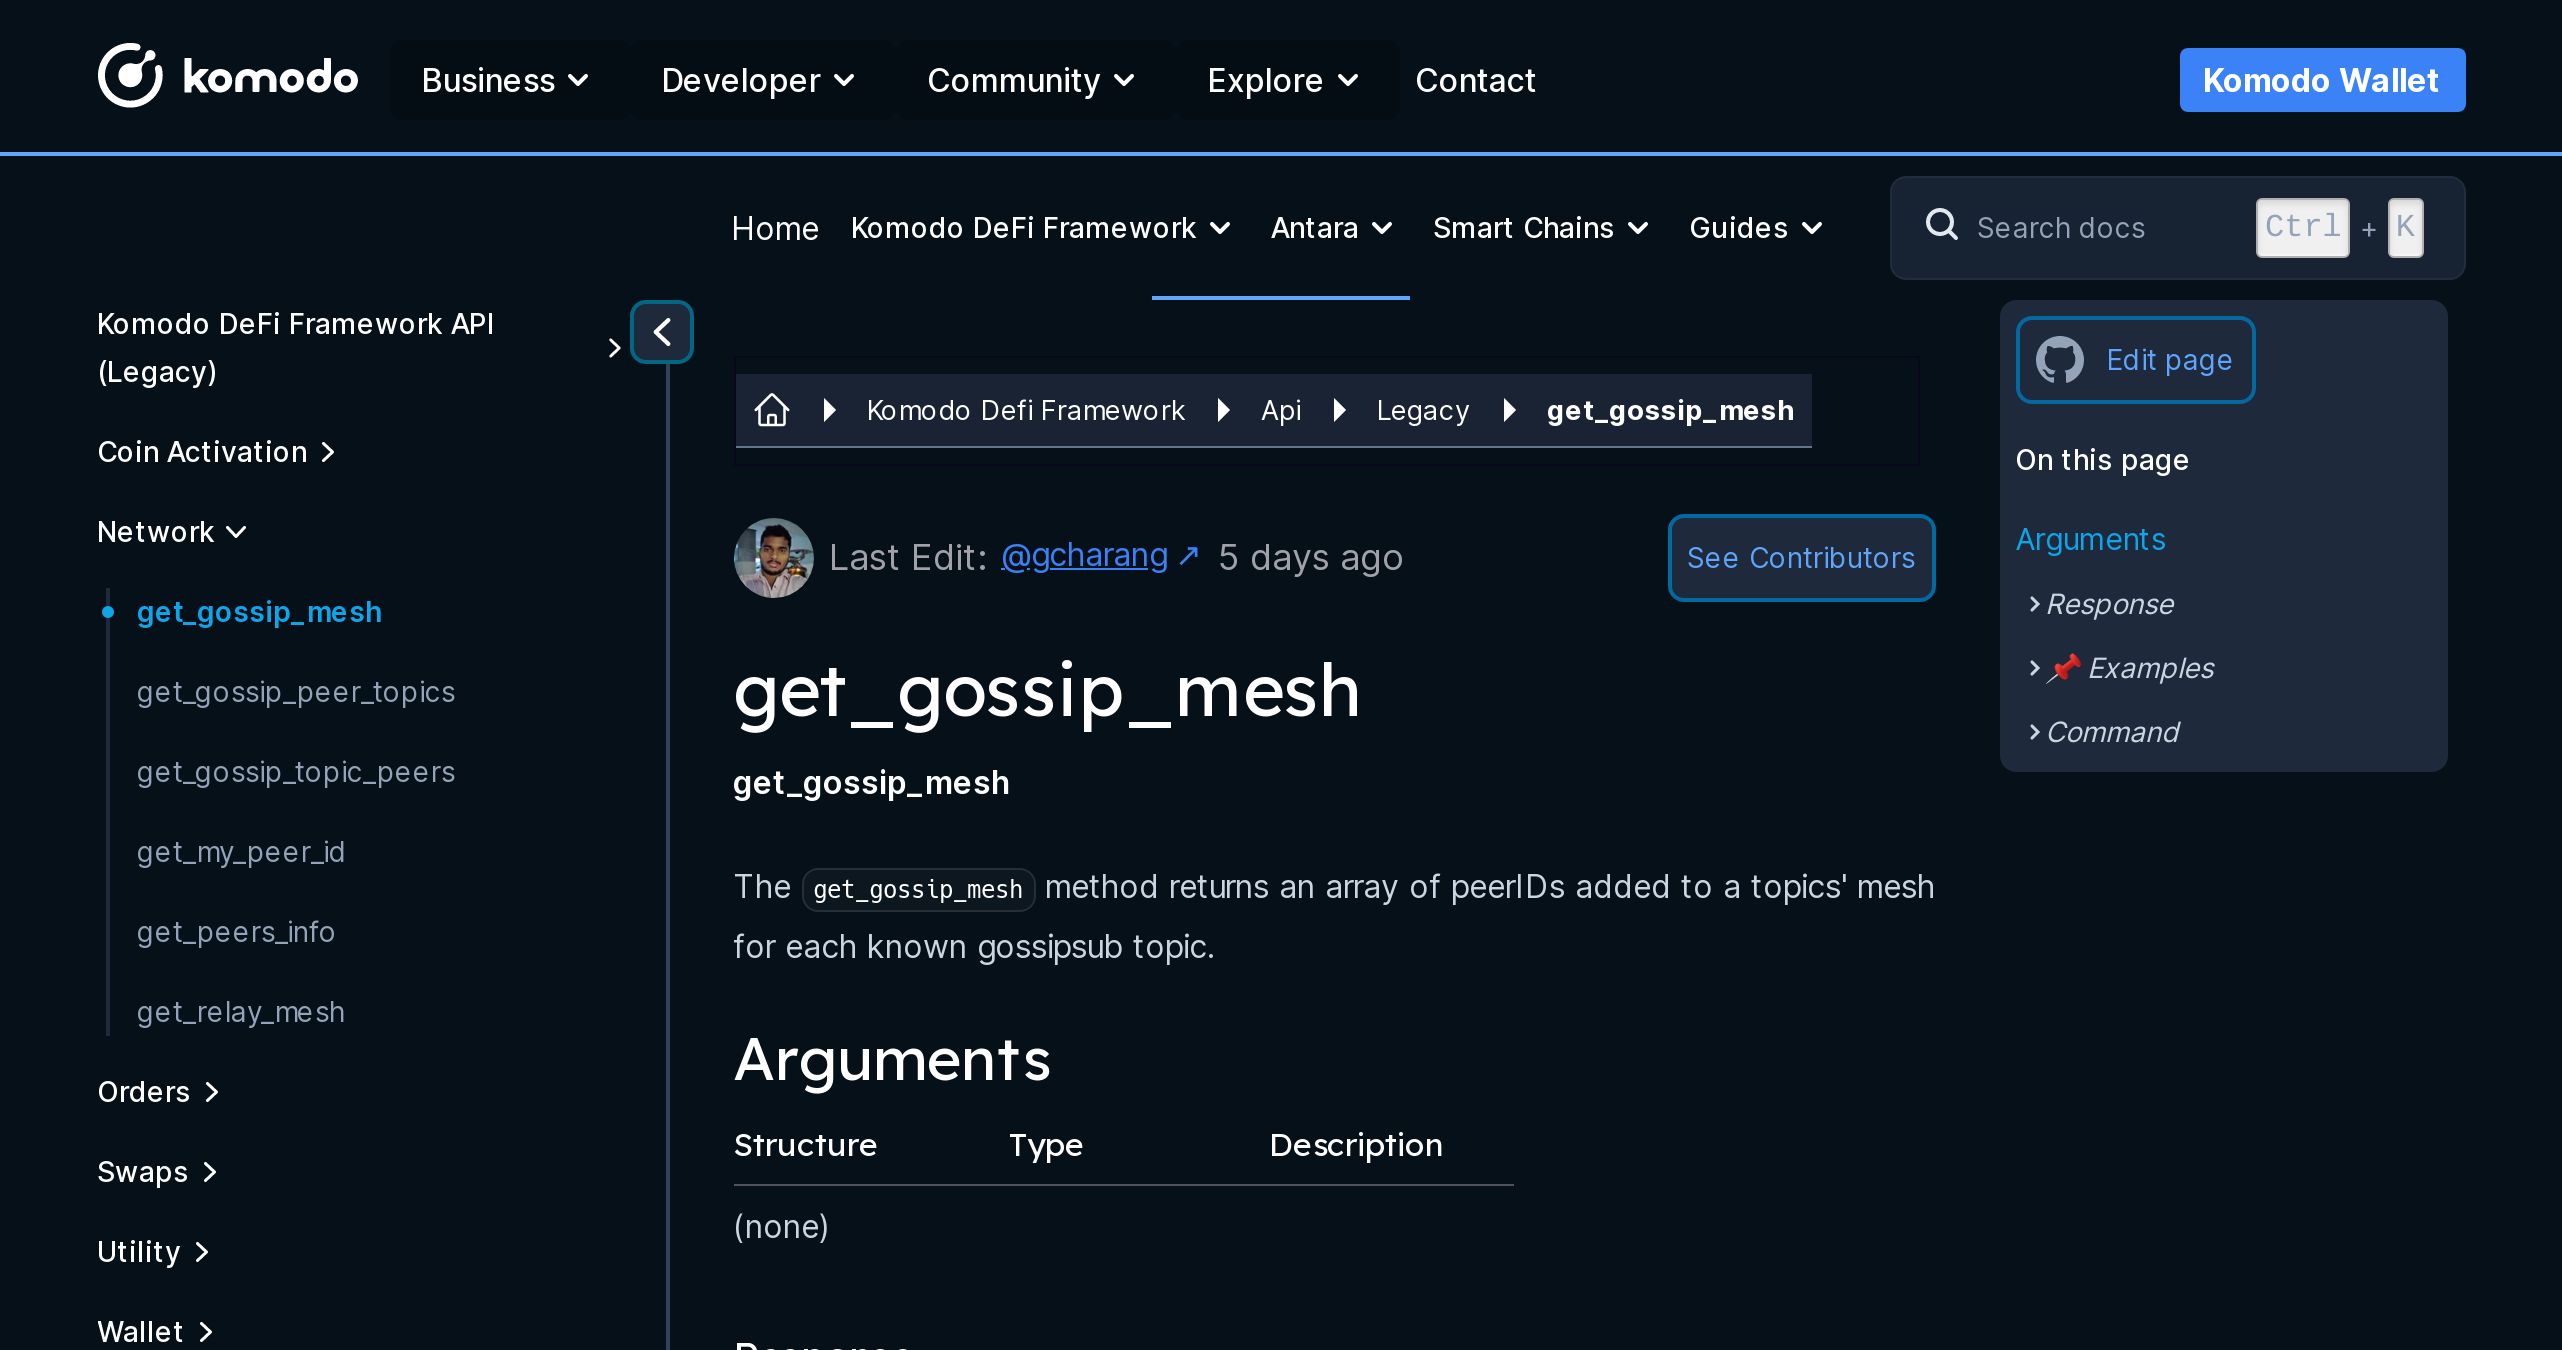 komodo
Business
Developer
Community
Explore
Contact
Komodo Wallet
Home
Komodo DeFi Framework
Antara
Smart Chains
Guides
Search docs
Ctrl + K
Komodo DeFi Framework API
(Legacy)
Coin Activation
Network
get_gossip_mesh
get_gossip_peer_topics
get_gossip_topic_peers
get_my_peer_id
get_peers_info
get_relay_mesh
Orders
Swaps
Utility
Wallet
Komodo Defi Framework
Api
Legacy
get_gossip_mesh
Last Edit: @gcharang ↗ 5 days ago
See Contributors
get_gossip_mesh
get_gossip_mesh
The get_gossip_mesh method returns an array of peerIDs added to a topics' mesh
for each known gossipsub topic.
Arguments
Structure Type Description
(none)
Response
Edit page
On this page
Arguments
Response
📌 Examples
Command